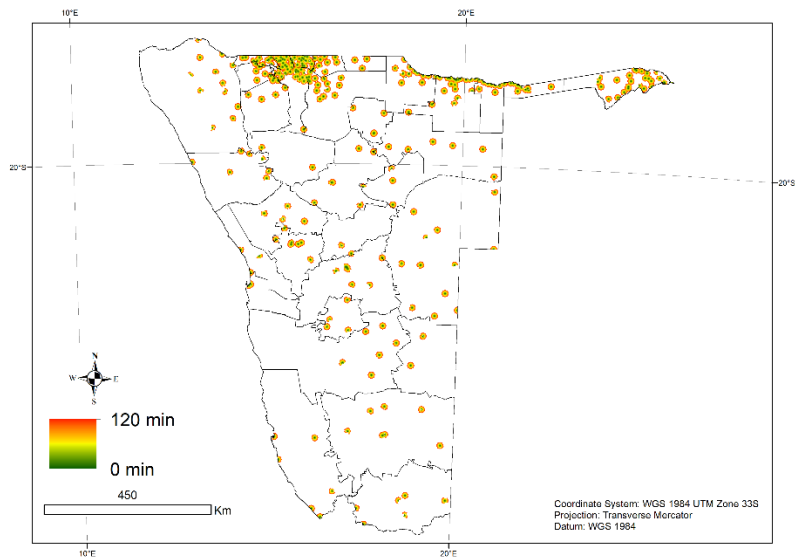 10°E
20°E
20°S
20°S
N
W
E
S
120 min
0 min
450
Km
Coordinate System: WGS 1984 UTM Zone 33S
Projection: Transverse Mercator
Datum: WGS 1984
10°E
20°E